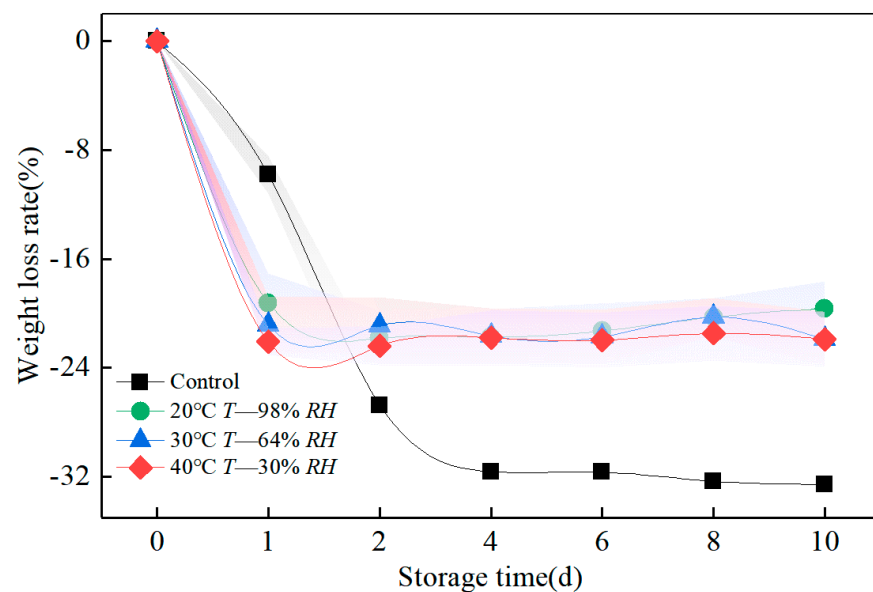 0
-8
-16
-24
-32
Weight loss rate(%)
Control
20°C T—98% RH
30°C T—64% RH
40°C T—30% RH
0 1 2 4 6 8 10
Storage time(d)